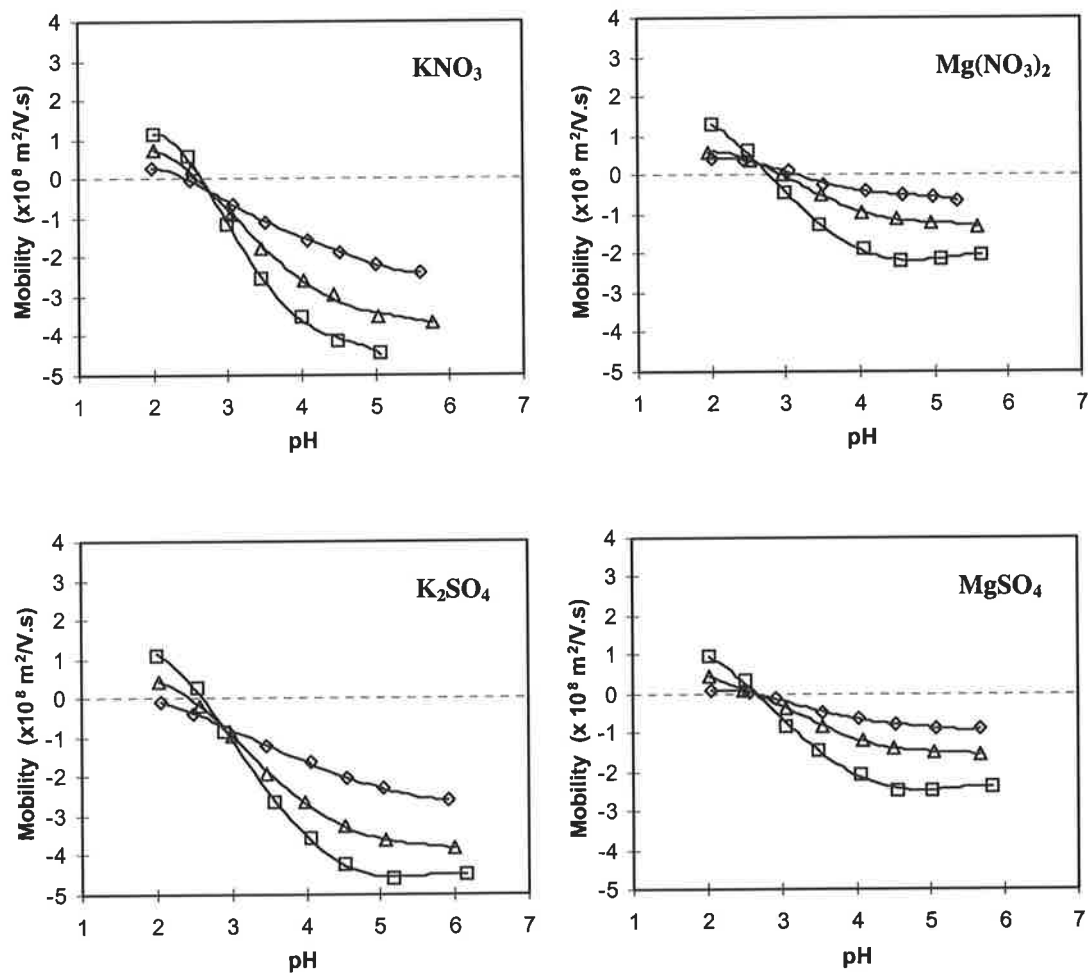 KNO₃
Mobility (x10⁸ m²/V.s)
4
3
2
1
0
-1
-2
-3
-4
-5
1 2 3 4 5 6 7
pH
Mg(NO₃)₂
Mobility (x10⁸ m²/V.s)
4
3
2
1
0
-1
-2
-3
-4
-5
1 2 3 4 5 6 7
pH
K₂SO₄
Mobility (x10⁸ m²/V.s)
4
3
2
1
0
-1
-2
-3
-4
-5
1 2 3 4 5 6 7
pH
MgSO₄
Mobility (x 10⁸ m²/V.s)
4
3
2
1
0
-1
-2
-3
-4
-5
1 2 3 4 5 6 7
pH